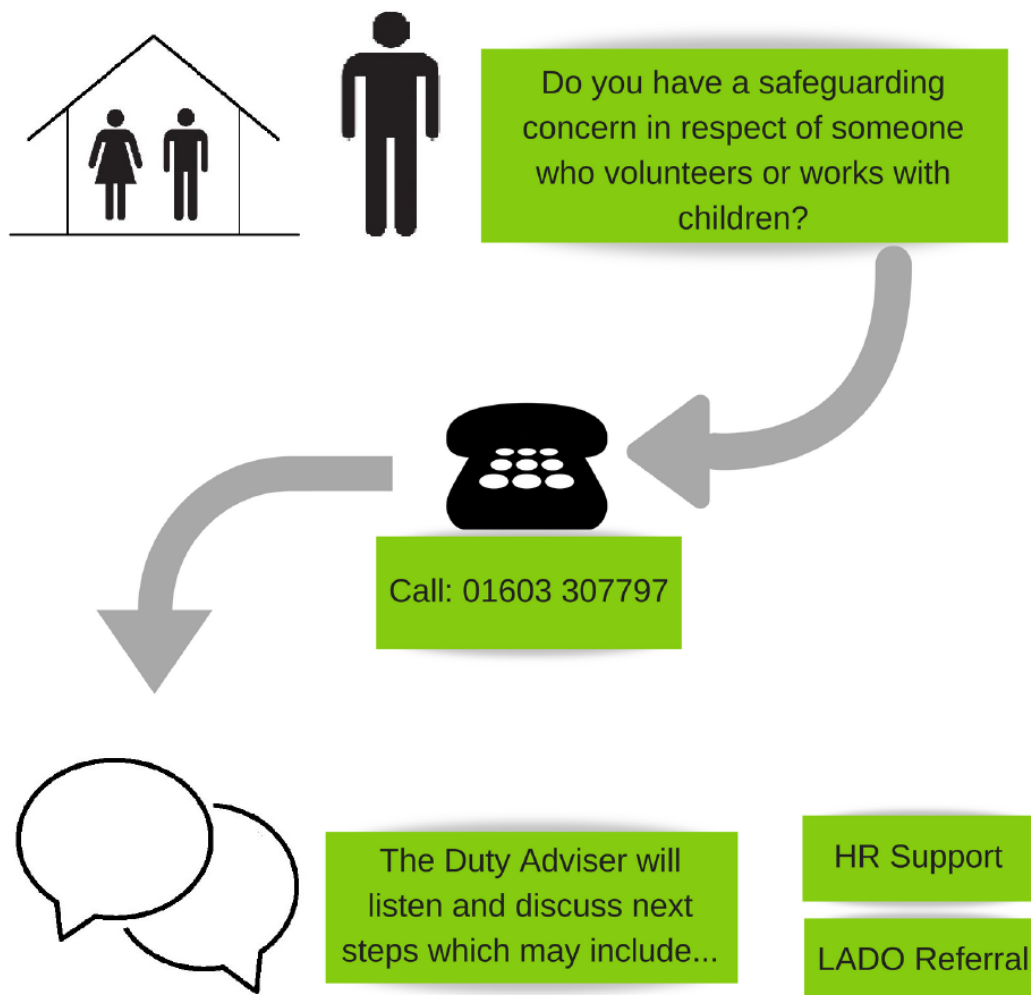 Do you have a safeguarding
concern in respect of someone
who volunteers or works with
children?
Call: 01603 307797
The Duty Adviser will
listen and discuss next
steps which may include...
HR Support
LADO Referral